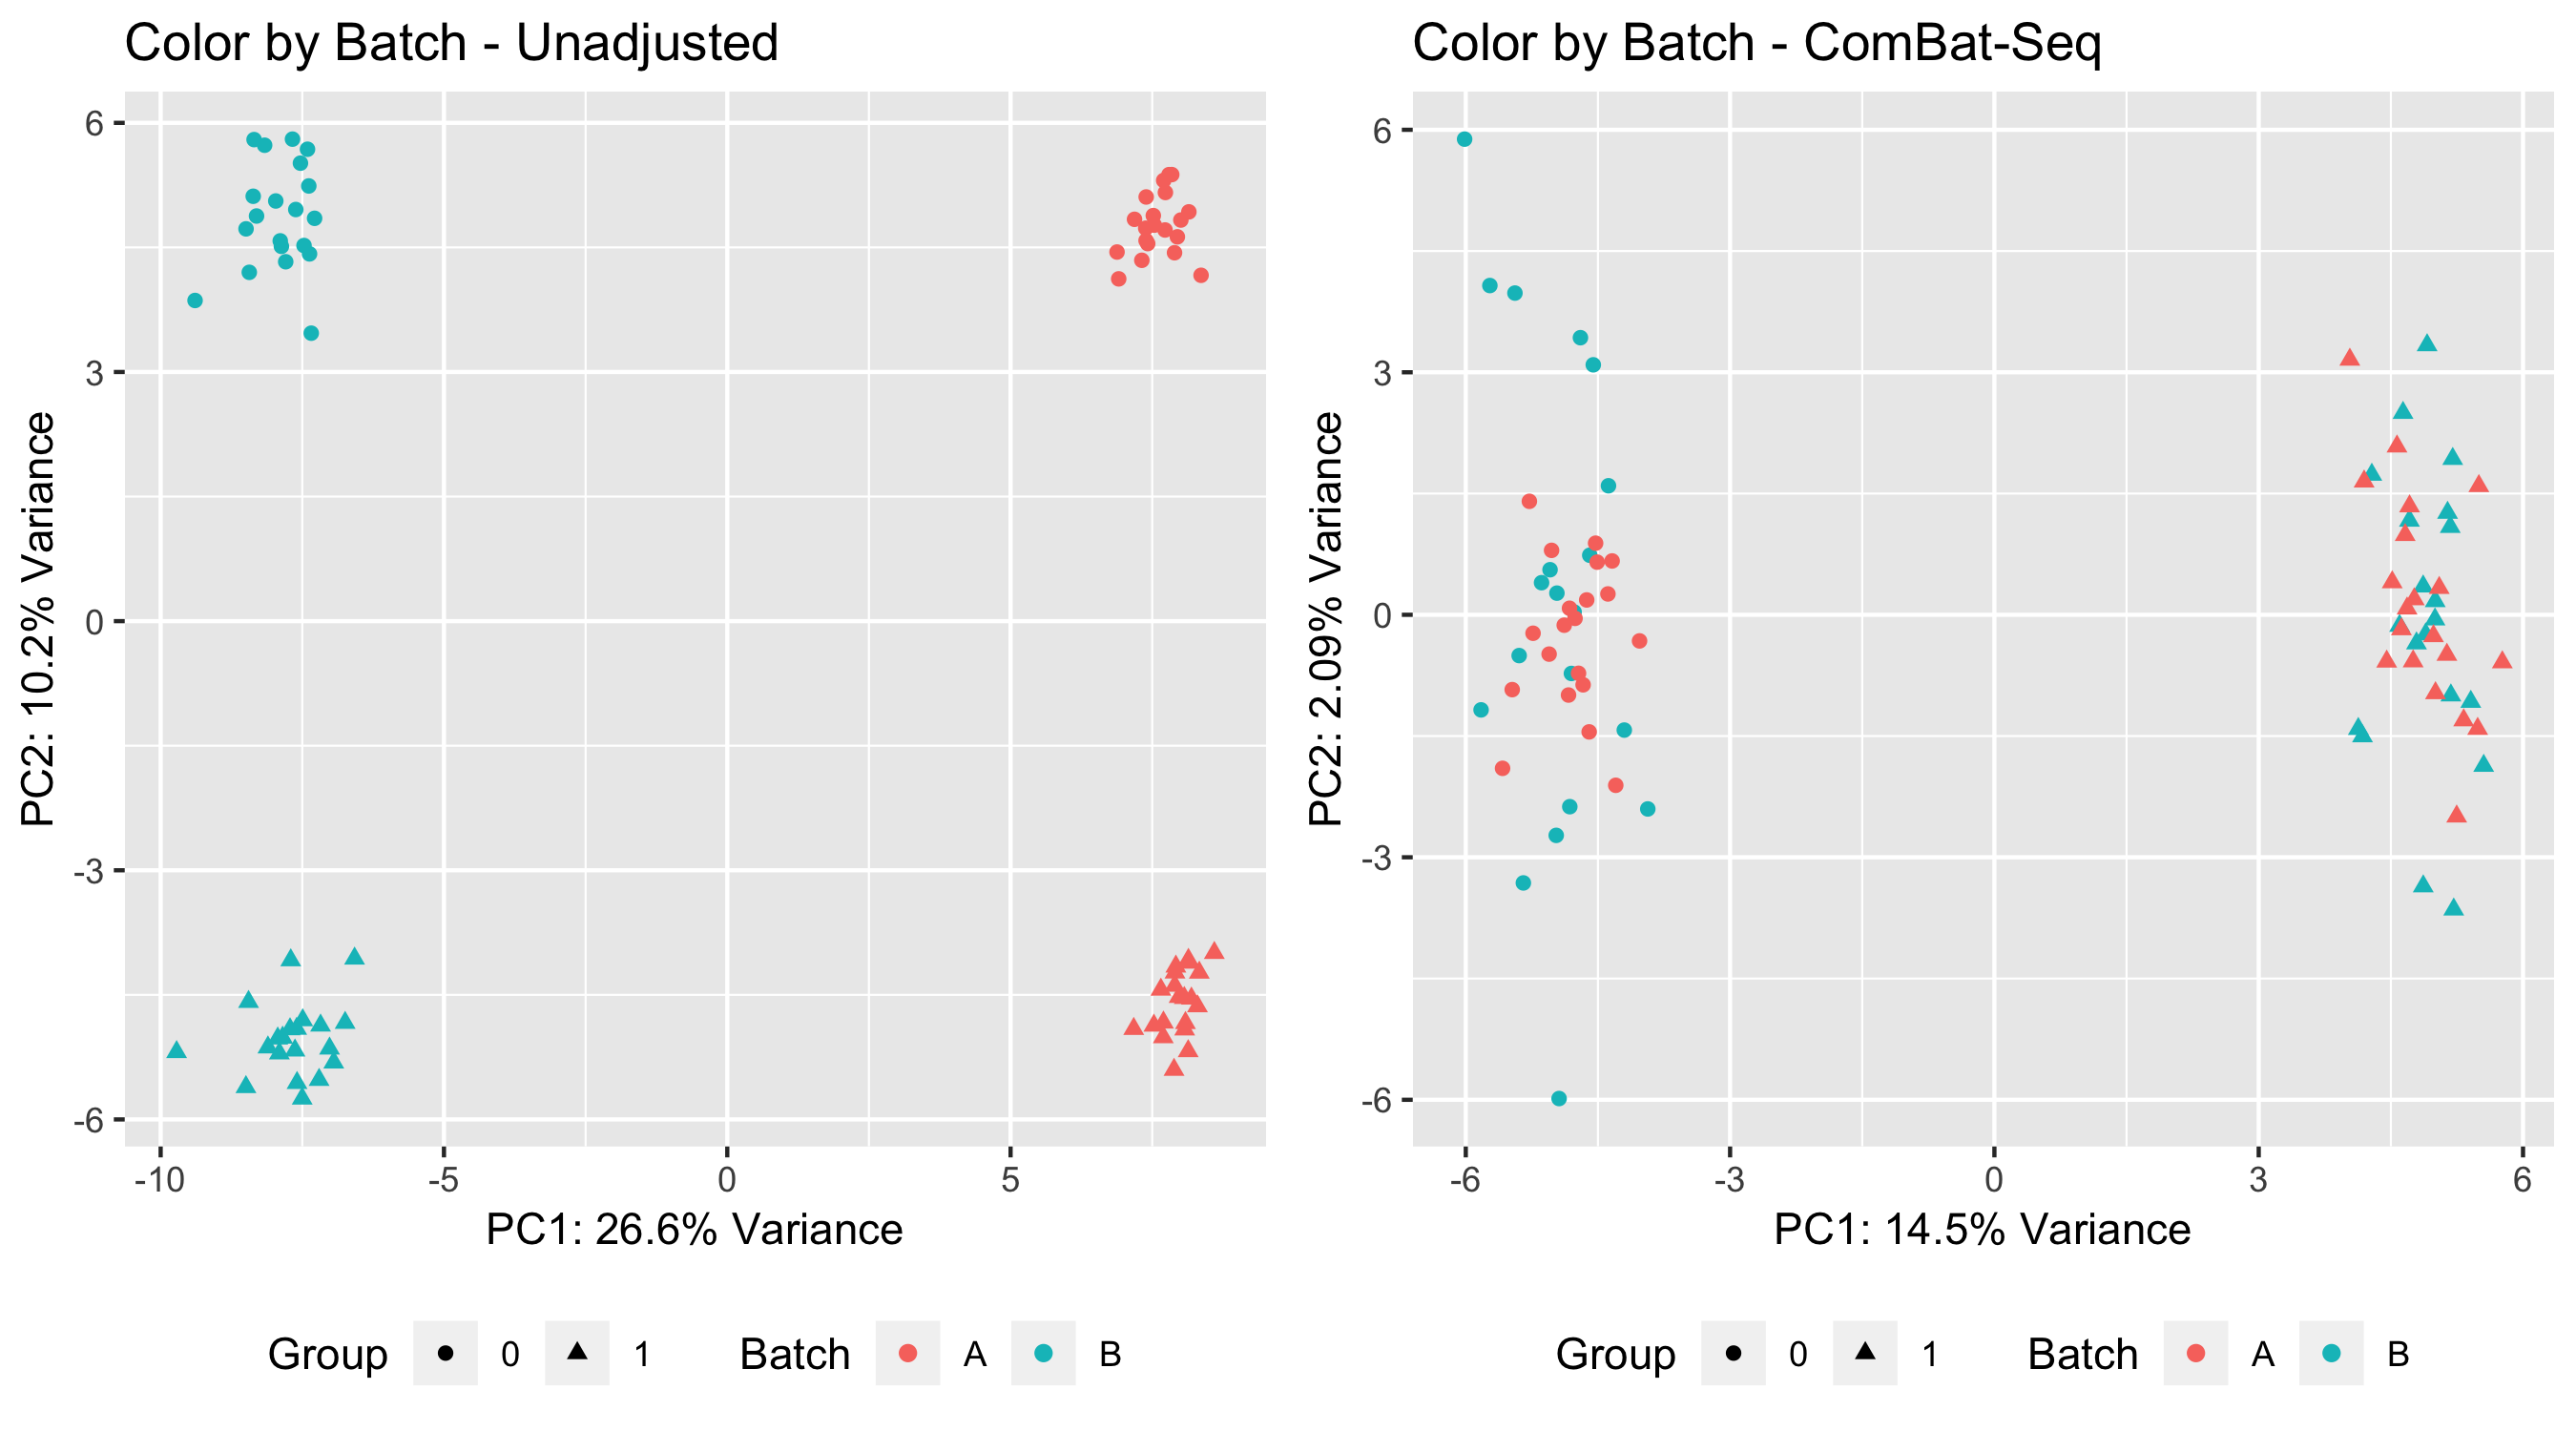 Color by Batch - Unadjusted
6
3
0
-3
-6
PC2: 10.2% Variance
-10 -5 0 5
PC1: 26.6% Variance
Group 0 1 Batch A B
Color by Batch - ComBat-Seq
6
3
0
-3
-6
PC2: 2.09% Variance
-6 -3 0 3 6
PC1: 14.5% Variance
Group 0 1 Batch A B